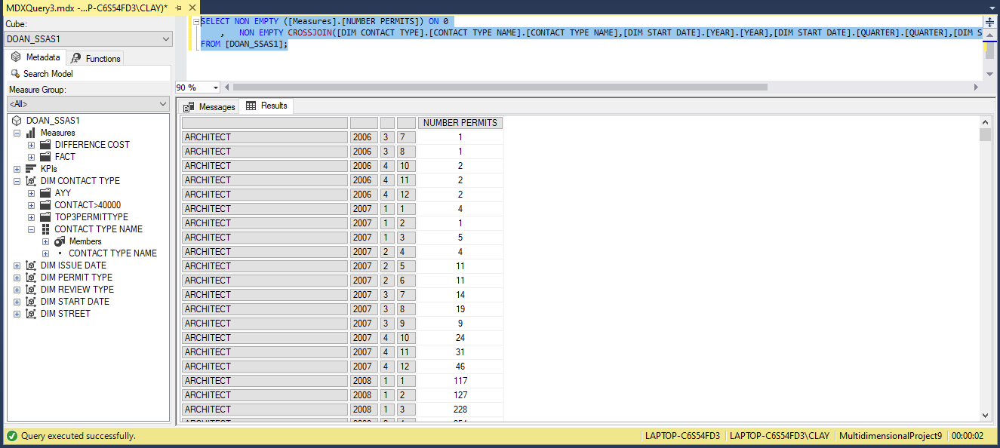 MDXQuery3.mdx -...P-C6S54FD3\CLAY)*
Cube:
DOAN_SSAS1
Metadata Functions
Search Model
Measure Group:
<All>
DOAN_SSAS1
Measures
DIFFERENCE COST
FACT
KPIs
DIM CONTACT TYPE
AYY
CONTACT>40000
TOP3PERMITTYPE
CONTACT TYPE NAME
Members
CONTACT TYPE NAME
DIM ISSUE DATE
DIM PERMIT TYPE
DIM REVIEW TYPE
DIM START DATE
DIM STREET
SELECT NON EMPTY ([Measures].[NUMBER PERMITS]) ON 0
, NON EMPTY CROSSJOIN([DIM CONTACT TYPE].[CONTACT TYPE NAME].[CONTACT TYPE NAME],[DIM START DATE].[YEAR].[YEAR],[DIM START DATE].[QUARTER].[QUARTER],[DIM S
FROM [DOAN_SSAS1];
90 %
Messages Results
NUMBER PERMITS
ARCHITECT 2006 3 7 1
ARCHITECT 2006 3 8 1
ARCHITECT 2006 4 10 2
ARCHITECT 2006 4 11 2
ARCHITECT 2006 4 12 2
ARCHITECT 2007 1 1 4
ARCHITECT 2007 1 2 1
ARCHITECT 2007 1 3 5
ARCHITECT 2007 2 4 4
ARCHITECT 2007 2 5 11
ARCHITECT 2007 2 6 11
ARCHITECT 2007 3 7 14
ARCHITECT 2007 3 8 19
ARCHITECT 2007 3 9 9
ARCHITECT 2007 4 10 24
ARCHITECT 2007 4 11 31
ARCHITECT 2007 4 12 46
ARCHITECT 2008 1 1 117
ARCHITECT 2008 1 2 127
ARCHITECT 2008 1 3 228
Query executed successfully. LAPTOP-C6S54FD3 LAPTOP-C6S54FD3\CLAY MultidimensionalProject9 00:00:02